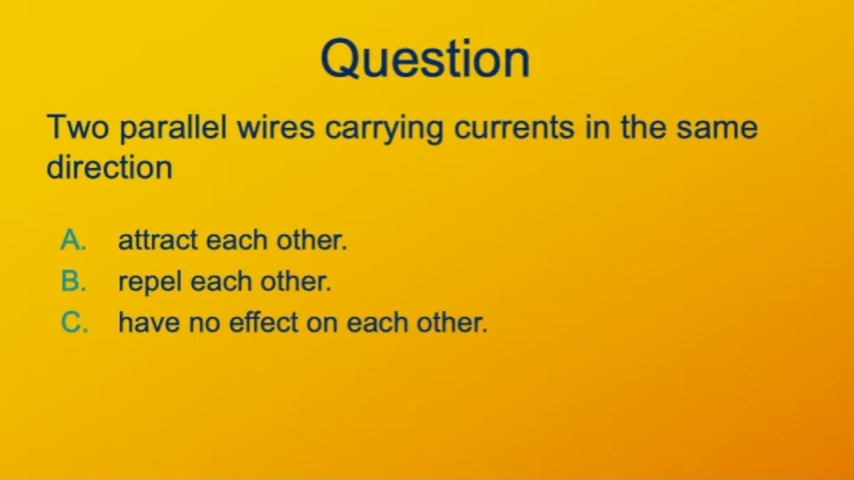 Question
Two parallel wires carrying currents in the same
direction
A. attract each other.
B. repel each other.
C. have no effect on each other.